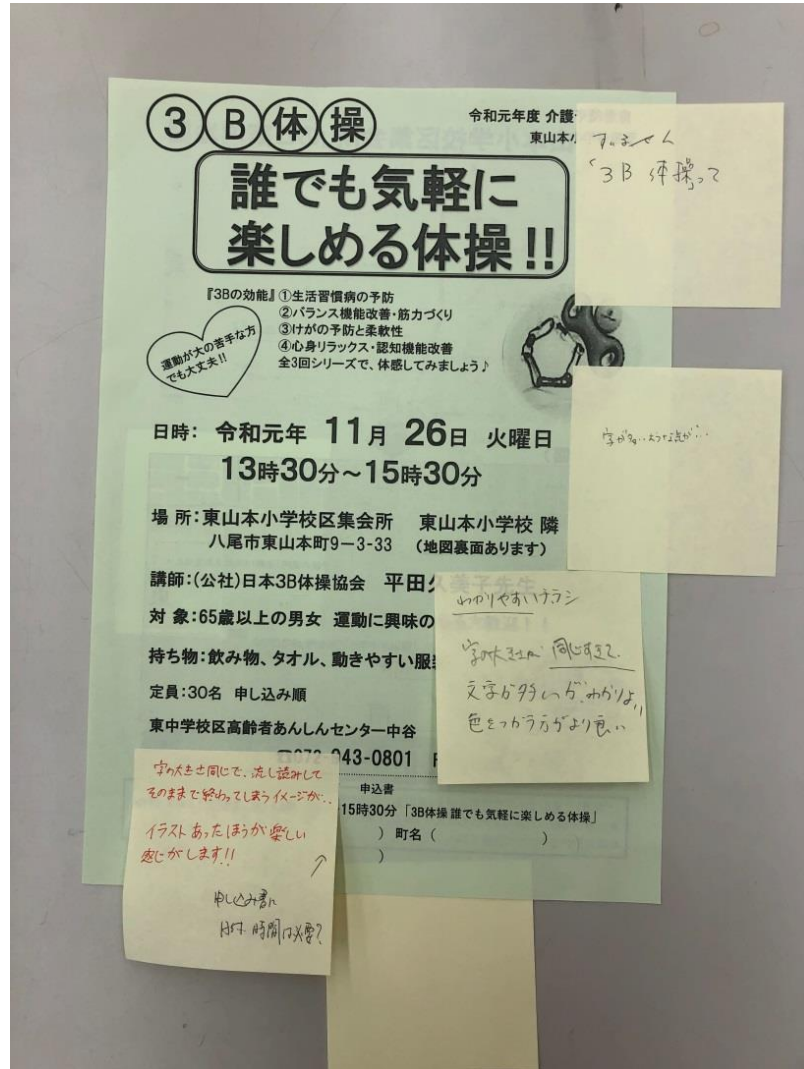 3B体操
令和元年度 介護
東山本小
誰でも気軽に
楽しめる体操!!
『3Bの効能』①生活習慣病の予防
②バランス機能改善・筋力づくり
③けがの予防と柔軟性
④心身リラックス・認知機能改善
全3回シリーズで、体感してみましょう♪
運動が大の苦手な方
でも大丈夫!!
日時: 令和元年 11月 26日 火曜日
13時30分~15時30分
場 所:東山本小学校区集会所 東山本小学校 隣
八尾市東山本町9-3-33 (地図裏面あります)
講師:(公社)日本3B体操協会 平田久美子先生
対 象:65歳以上の男女 運動に興味の
持ち物:飲み物、タオル、動きやすい服装
定員:30名 申し込み順
東中学校区高齢者あんしんセンター中谷
☎072-943-0801
申込書
15時30分 「3B体操 誰でも気軽に楽しめる体操」
) 町名 ( )
)
すみません
「3B 体操」って
字が多いような気が...
わかりやすいチラシ
字の大きさが 同じすぎて、
文字が多い
色をつかう方がより良い
字の大きさ同じで、流し読みして
そのままで終わってしまうイメージが..
イラストあったほうが楽しい
感じがします!!
申し込み書に
日時 時間は必要?